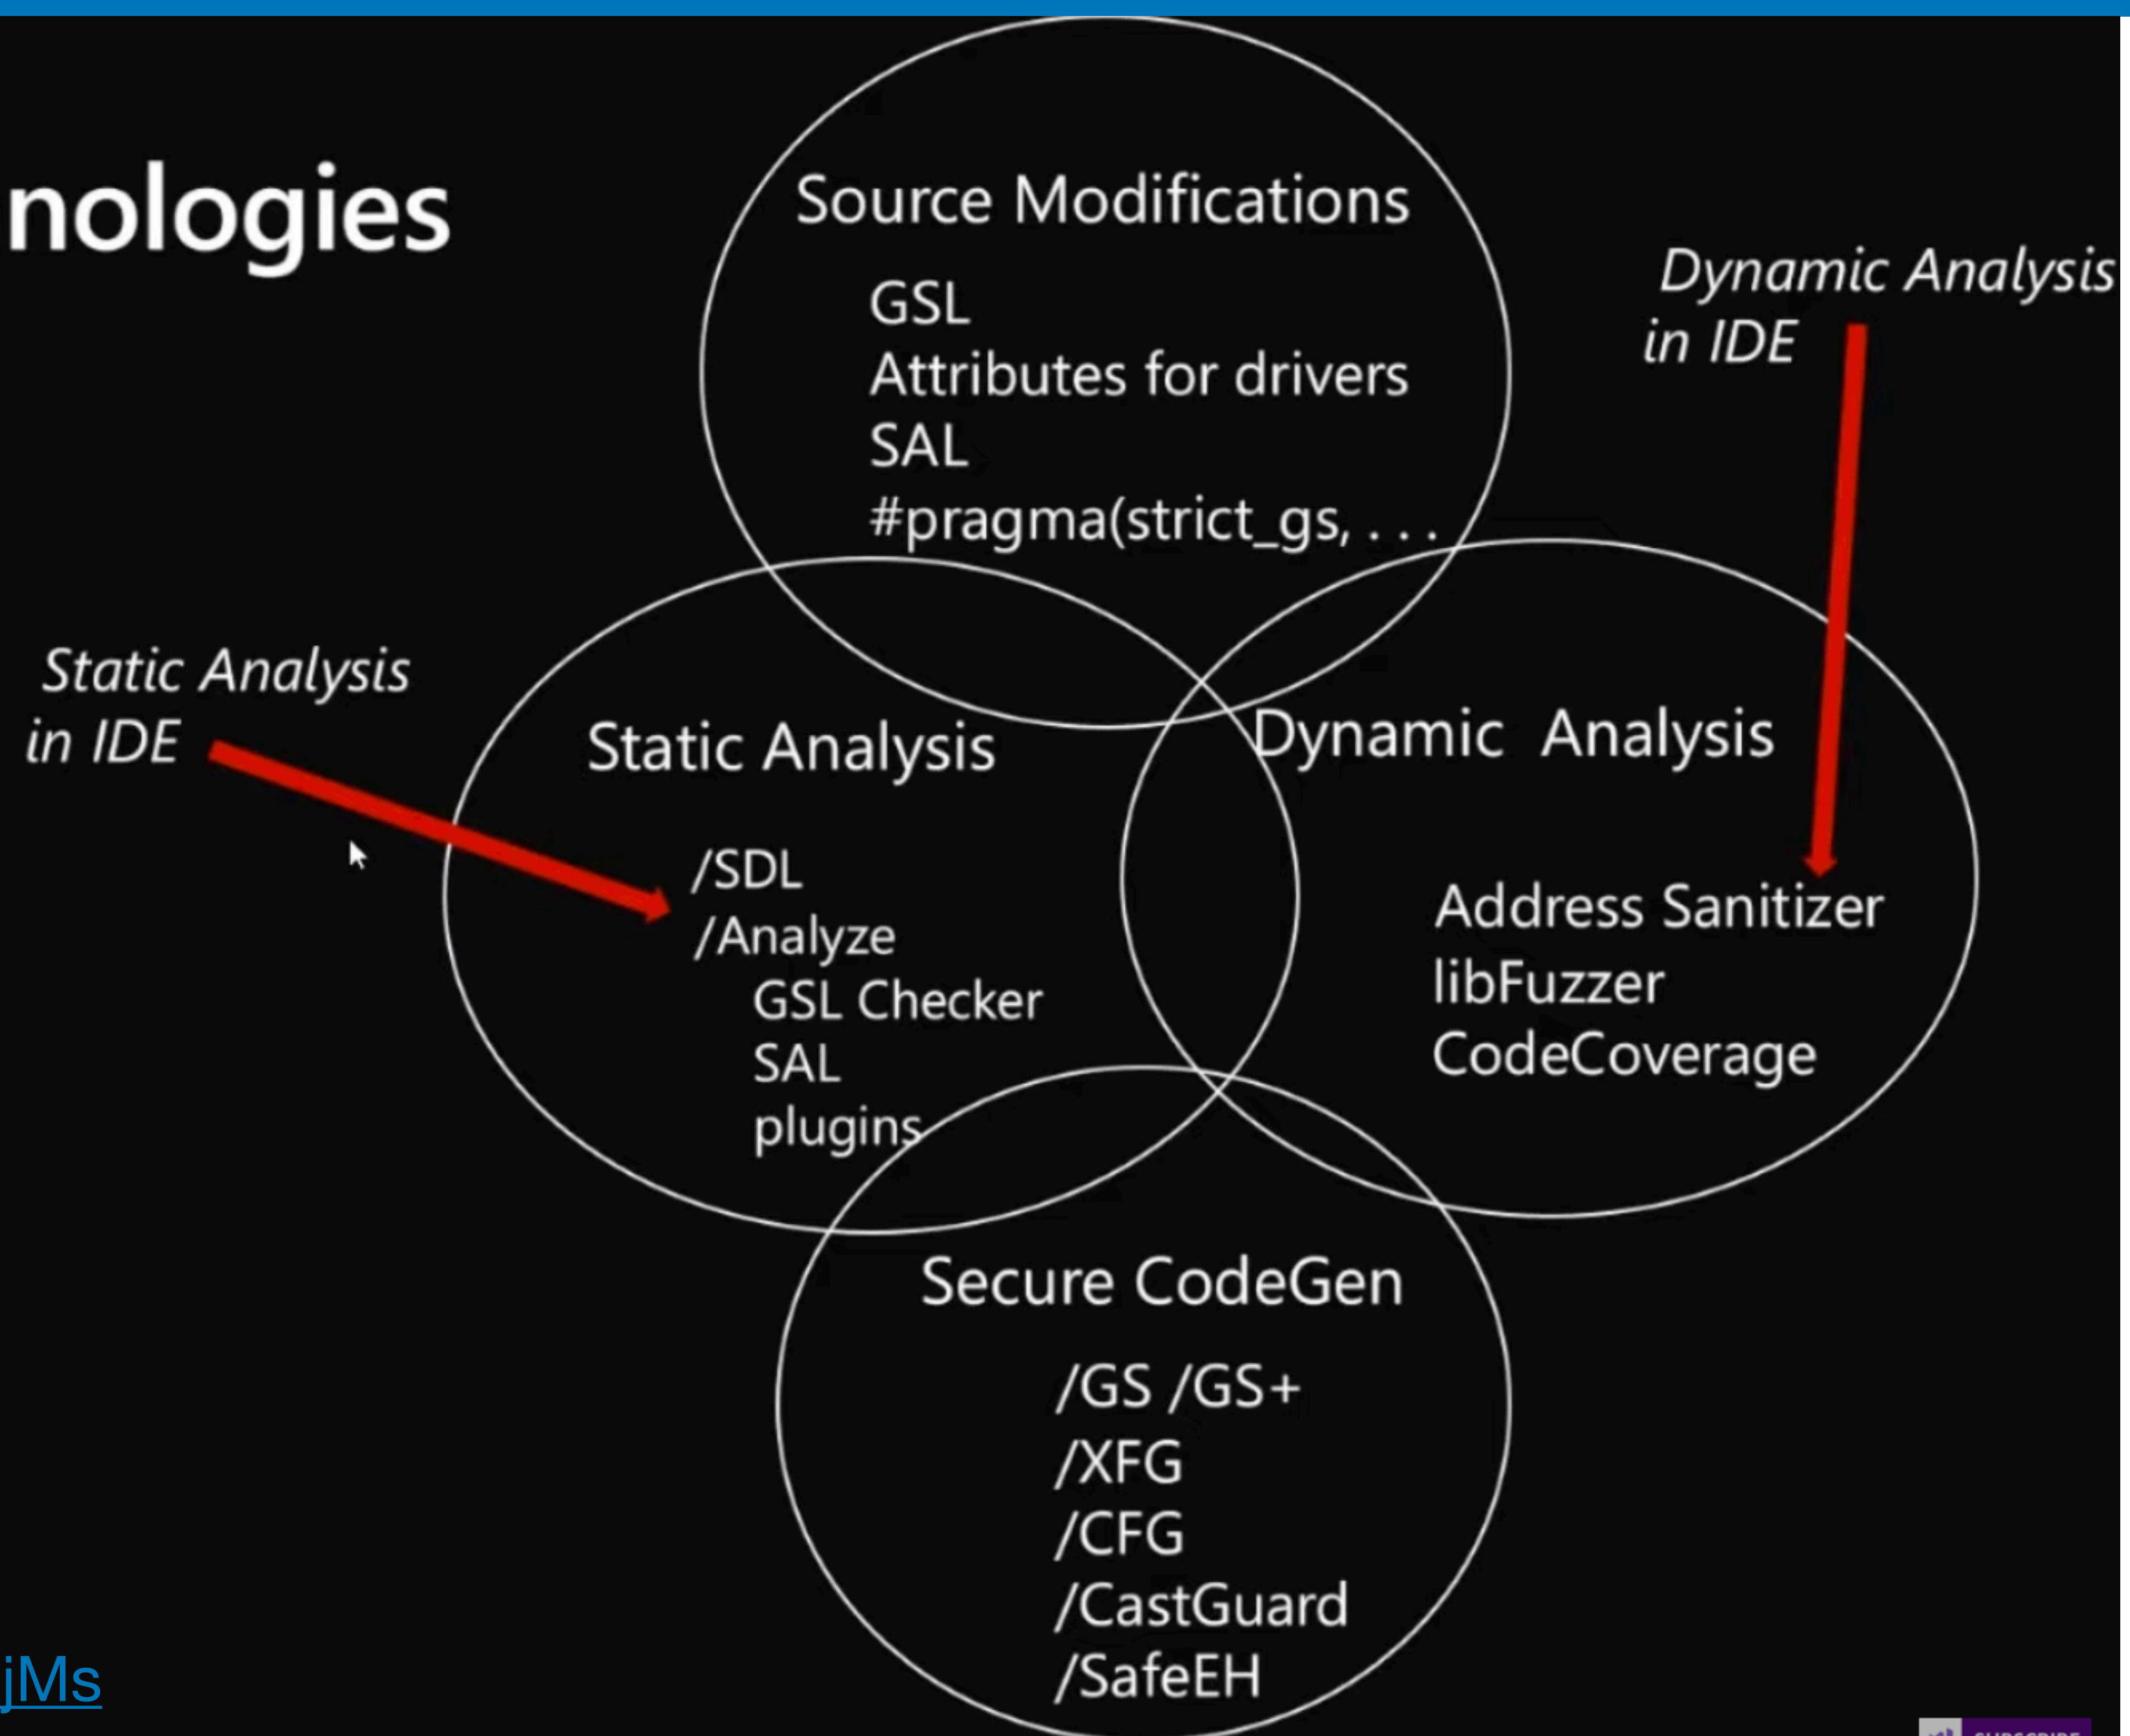 nologies
Source Modifications
GSL
Attributes for drivers
SAL
#pragma(strict_gs, . . .
Dynamic Analysis
in IDE
Static Analysis
in IDE
Static Analysis
/SDL
/Analyze
GSL Checker
SAL
plugins
Dynamic Analysis
Address Sanitizer
libFuzzer
CodeCoverage
Secure CodeGen
/GS /GS+
/XFG
/CFG
/CastGuard
/SafeEH
jMs
SUBSCRIBE